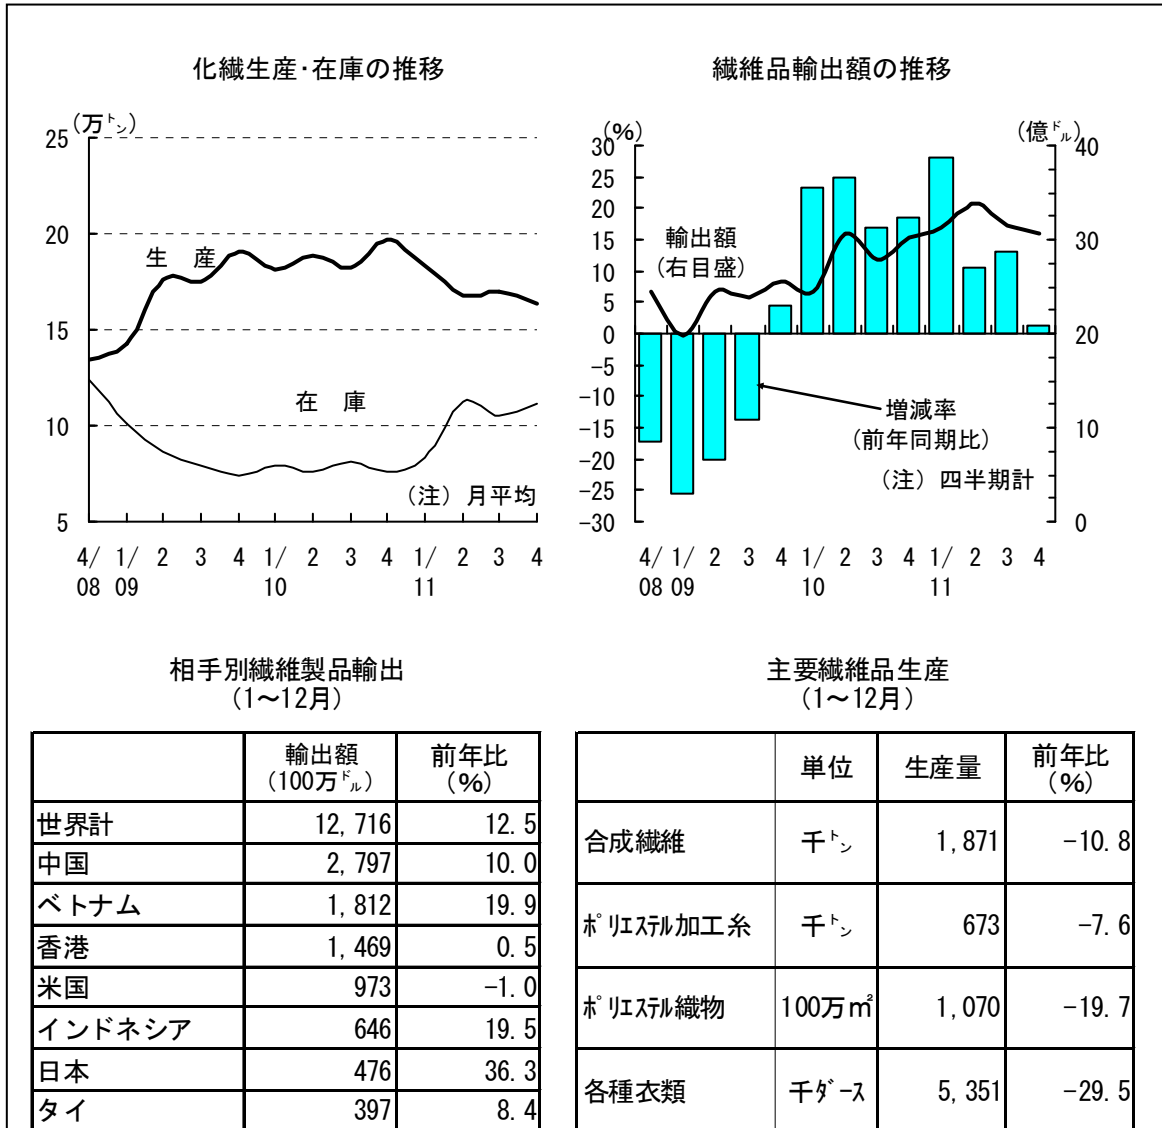 化繊生産･在庫の推移
(万㌧)
25
20
15
10
5
生 産
在 庫
(注) 月平均
4/ 1/ 2 3 4 1/ 2 3 4 1/ 2 3 4
08 09 10 11
繊維品輸出額の推移
(%)
(億㌦)
30
25
20
15
10
5
0
-5
-10
-15
-20
-25
-30
40
30
20
10
0
輸出額
(右目盛)
増減率
(前年同期比)
(注) 四半期計
4/ 1/ 2 3 4 1/ 2 3 4 1/ 2 3 4
08 09 10 11
相手別繊維製品輸出
(1～12月)
輸出額 前年比
(100万㌦) (%)
世界計 12,716 12.5
中国 2,797 10.0
ベトナム 1,812 19.9
香港 1,469 0.5
米国 973 -1.0
インドネシア 646 19.5
日本 476 36.3
タイ 397 8.4
主要繊維品生産
(1～12月)
単位 生産量 前年比
(%)
合成繊維 千㌧ 1,871 -10.8
ﾎﾟﾘｴｽﾃﾙ加工糸 千㌧ 673 -7.6
ﾎﾟﾘｴｽﾃﾙ織物 100万㎡ 1,070 -19.7
各種衣類 千ﾀﾞｰｽ 5,351 -29.5